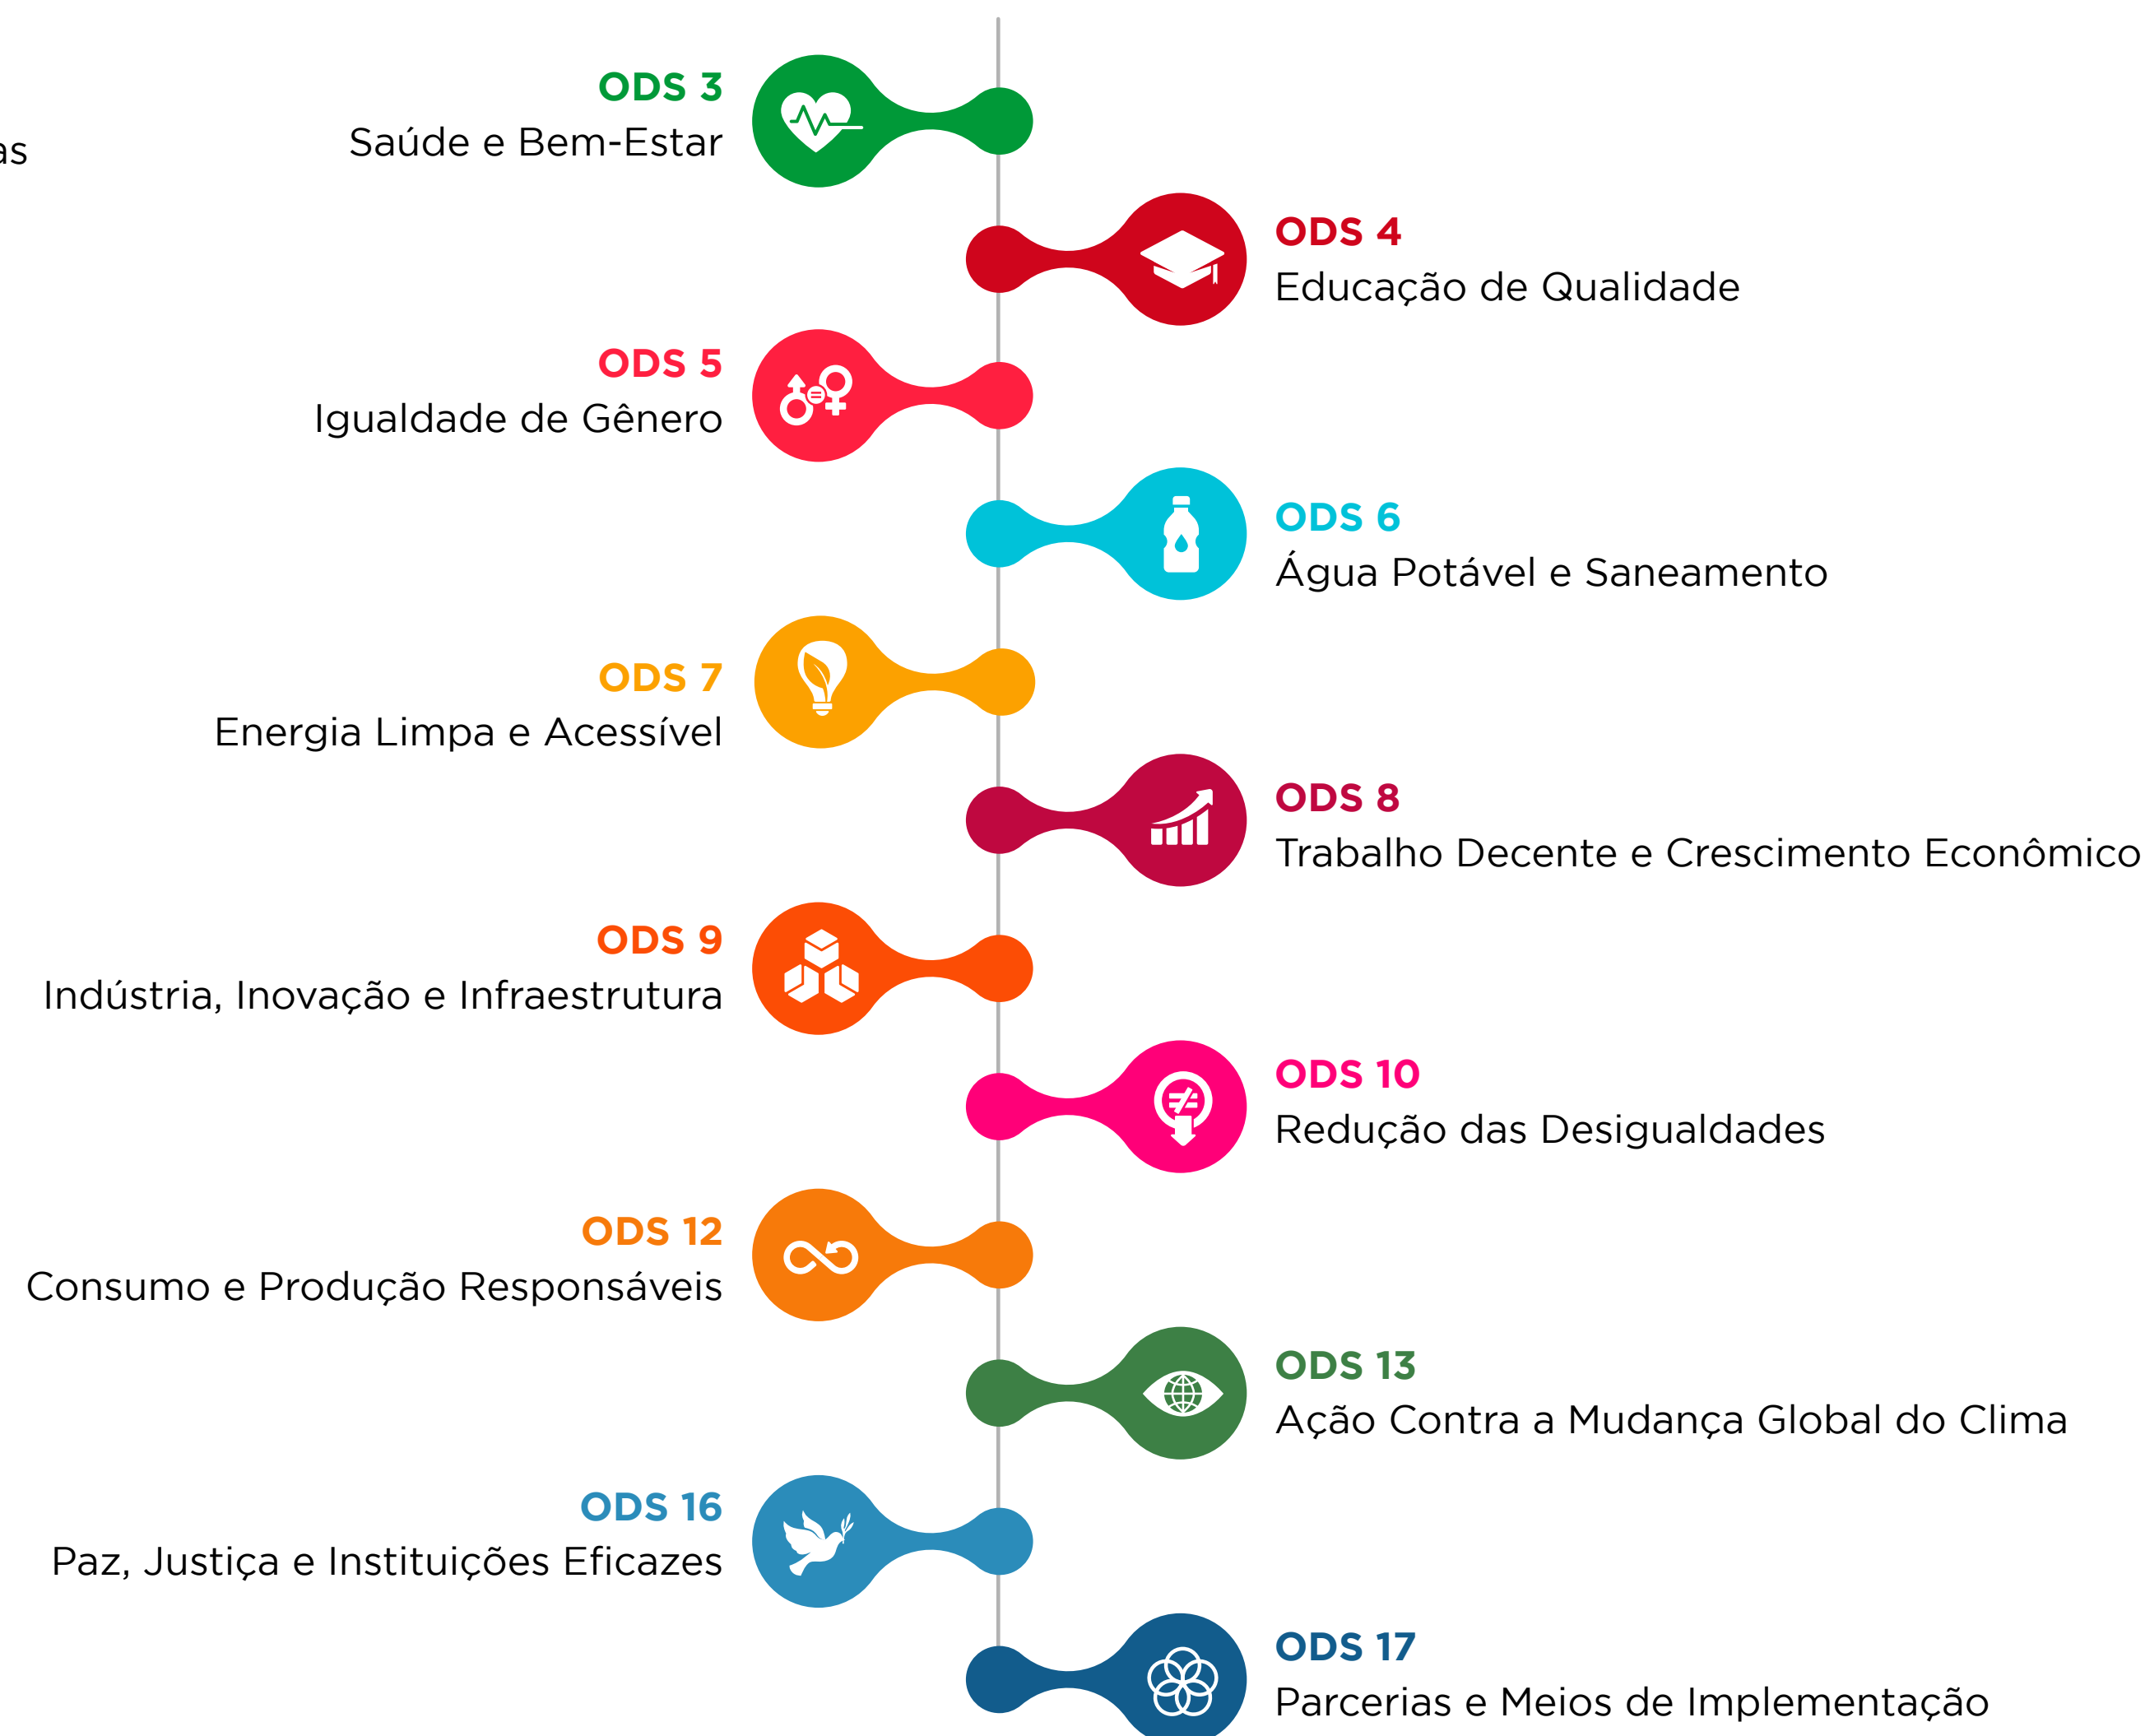 ODS 3
Saúde e Bem-Estar
as
ODS 4
Educação de Qualidade
ODS 5
Igualdade de Gênero
ODS 6
Água Potável e Saneamento
ODS 7
Energia Limpa e Acessível
ODS 8
Trabalho Decente e Crescimento Econômico
ODS 9
Indústria, Inovação e Infraestrutura
ODS 10
Redução das Desigualdades
ODS 12
Consumo e Produção Responsáveis
ODS 13
Ação Contra a Mudança Global do Clima
ODS 16
Paz, Justiça e Instituições Eficazes
ODS 17
Parcerias e Meios de Implementação